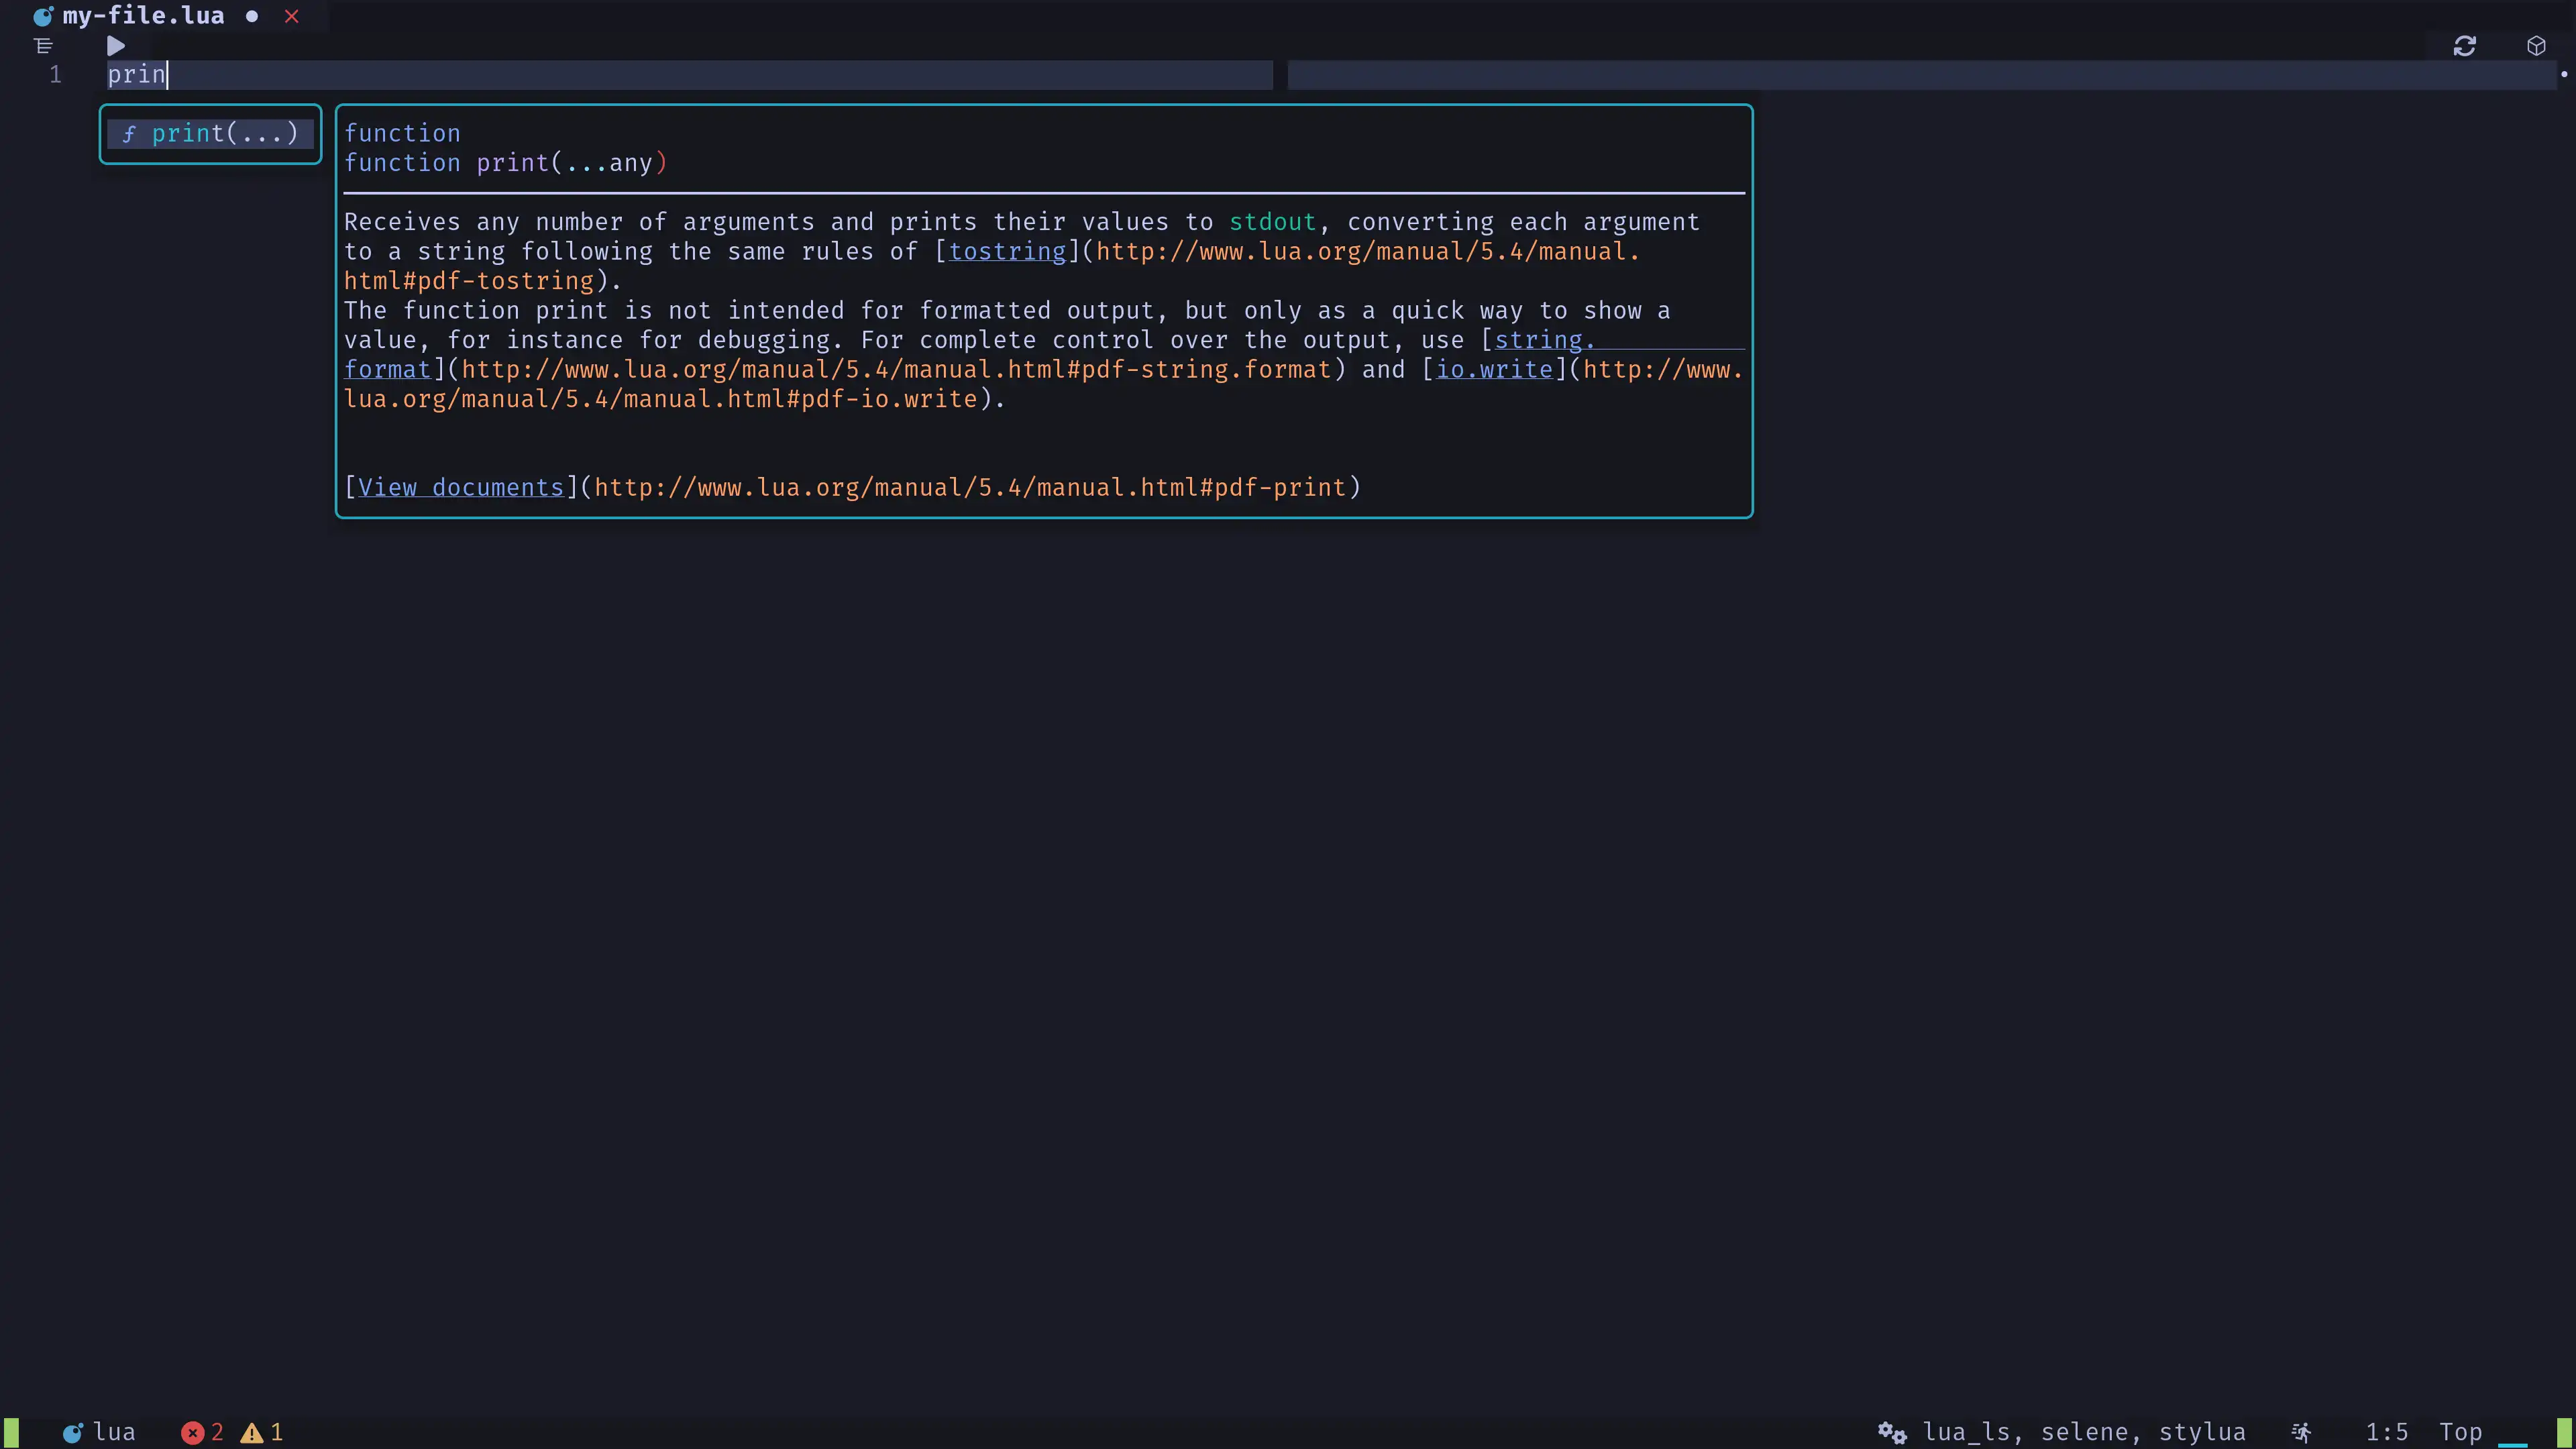 my-file.lua
1 prin
ƒ print(...)
function
function print(...any)
Receives any number of arguments and prints their values to stdout, converting each argument
to a string following the same rules of [tostring](http://www.lua.org/manual/5.4/manual.
html#pdf-tostring).
The function print is not intended for formatted output, but only as a quick way to show a
value, for instance for debugging. For complete control over the output, use [string.
format](http://www.lua.org/manual/5.4/manual.html#pdf-string.format) and [io.write](http://www.
lua.org/manual/5.4/manual.html#pdf-io.write).
[View documents](http://www.lua.org/manual/5.4/manual.html#pdf-print)
lua 2 1 lua_ls, selene, stylua 1:5 Top